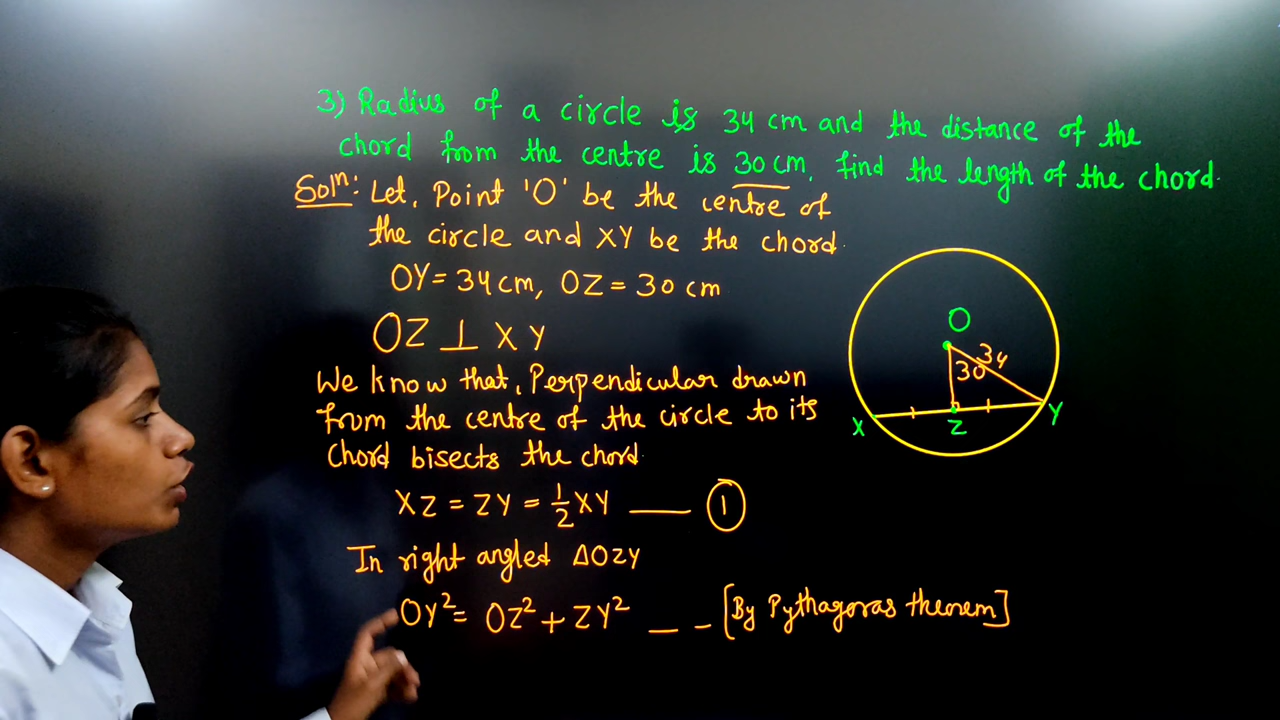 3) Radius of a circle is 34 cm and the distance of the
chord from the centre is 30 cm, find the length of the chord.
Solⁿ: Let, Point 'O' be the centre of
the circle and XY be the chord.
OY = 34 cm, OZ = 30 cm
OZ ⊥ XY
We know that, Perpendicular drawn
from the centre of the circle to its
Chord bisects the chord.
XZ = ZY = 1/2 XY —— ①
In right angled ΔOZY
OY² = OZ² + ZY² — – [By Pythagoras theorem]
O
34
30
X
Z
Y